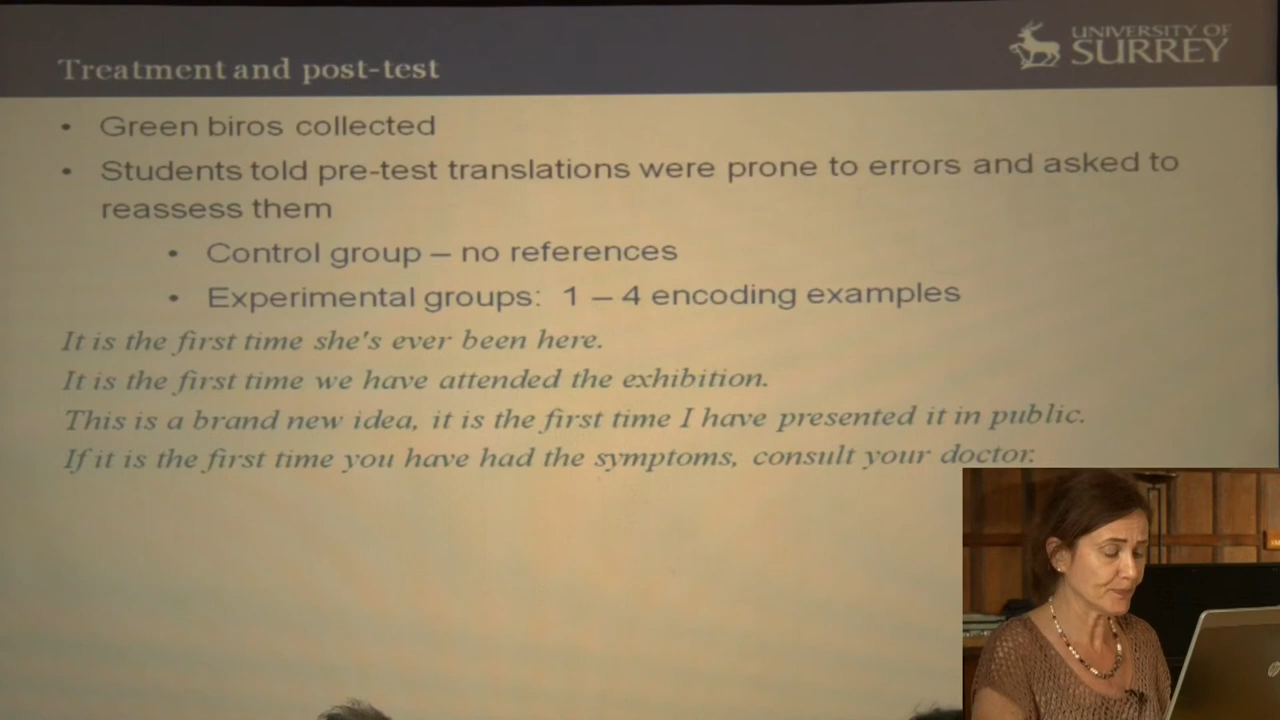 Treatment and post-test
UNIVERSITY OF
SURREY
• Green biros collected
• Students told pre-test translations were prone to errors and asked to
reassess them
• Control group – no references
• Experimental groups: 1 – 4 encoding examples
It is the first time she's ever been here.
It is the first time we have attended the exhibition.
This is a brand new idea, it is the first time I have presented it in public.
If it is the first time you have had the symptoms, consult your doctor.